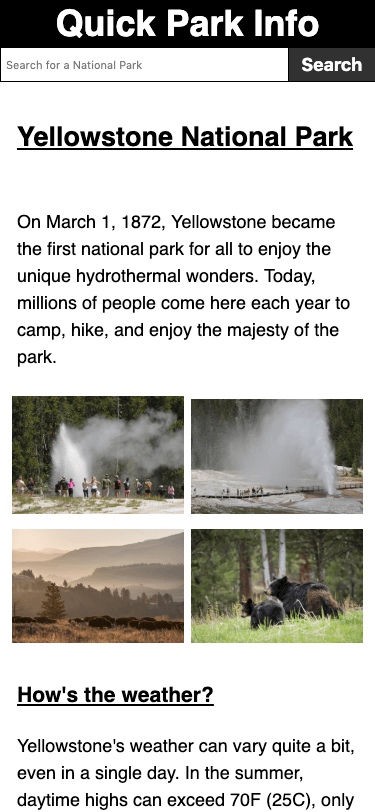 Quick Park Info
Search for a National Park
Search
Yellowstone National Park
On March 1, 1872, Yellowstone became
the first national park for all to enjoy the
unique hydrothermal wonders. Today,
millions of people come here each year to
camp, hike, and enjoy the majesty of the
park.
How's the weather?
Yellowstone's weather can vary quite a bit,
even in a single day. In the summer,
daytime highs can exceed 70F (25C), only